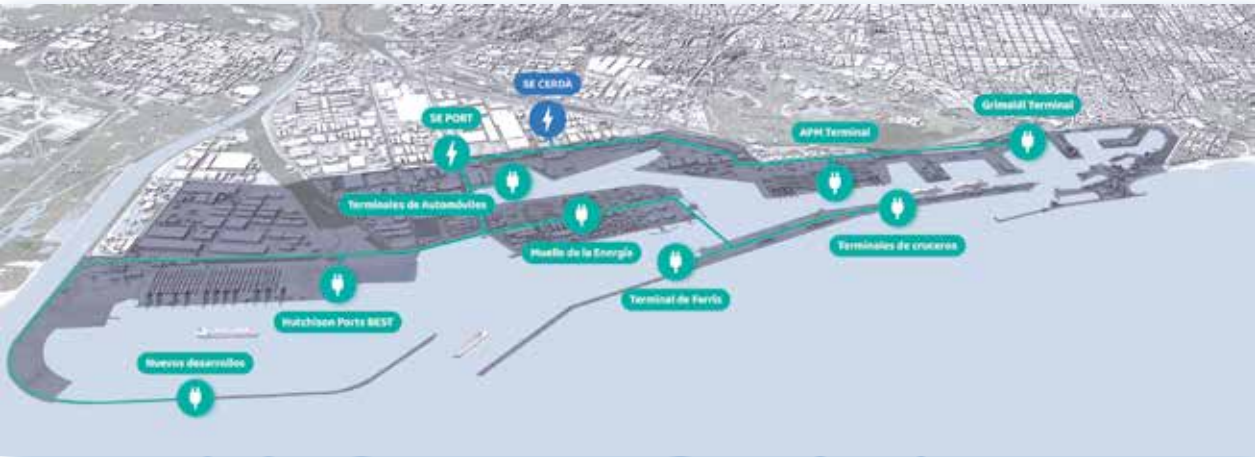 SE CERDÀ
SE PORT
Grimaldi Terminal
APM Terminal
Terminales de Automóviles
Muelle de la Energía
Terminales de cruceros
Terminal de Ferris
Hutchison Ports BEST
Nuevos desarrollos